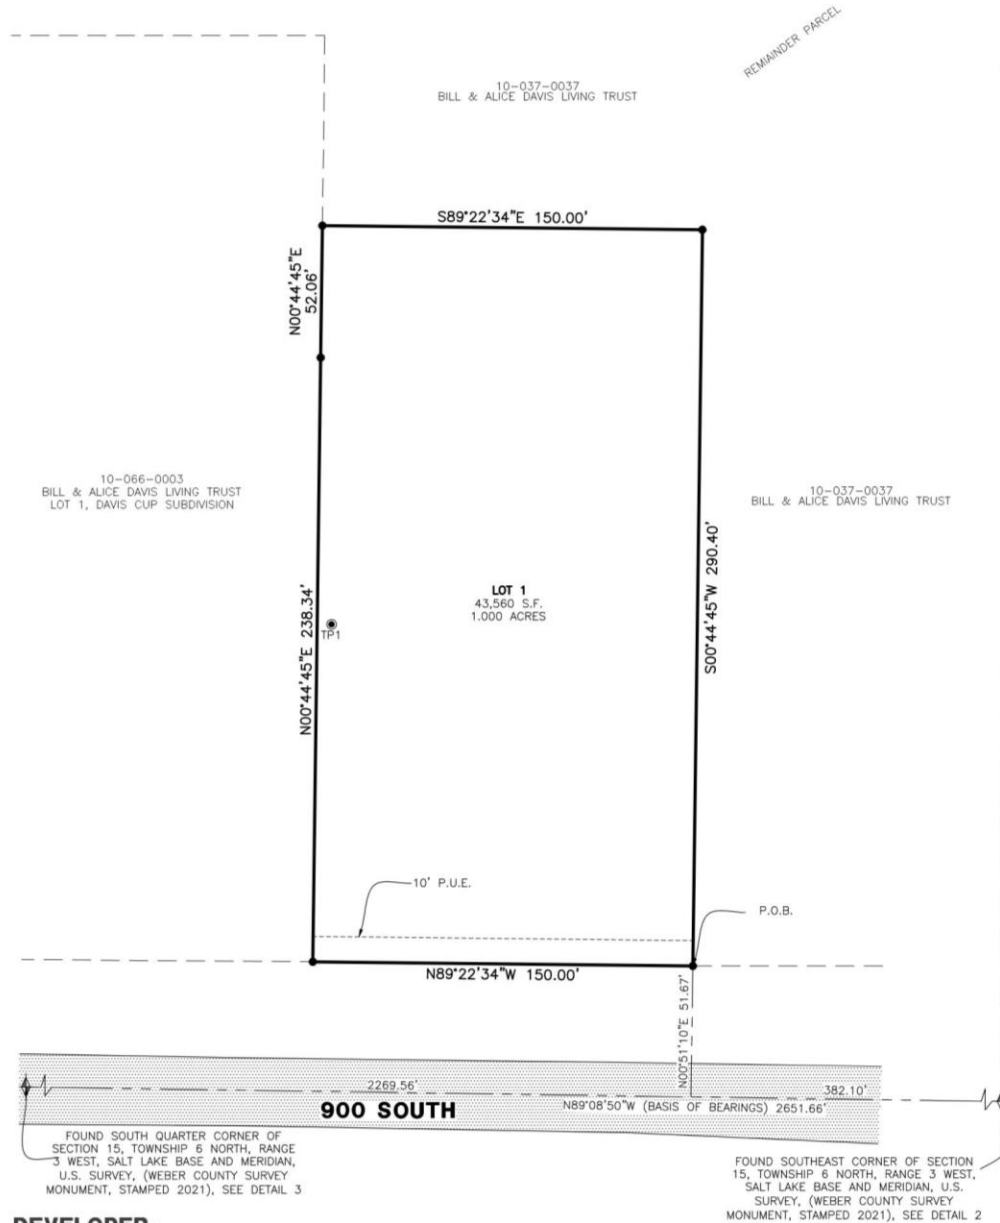 REMIAINDER PARCEL
10-037-0037
BILL & ALICE DAVIS LIVING TRUST
S89°22'34"E 150.00'
N00°44'45"E
52.06'
10-066-0003
BILL & ALICE DAVIS LIVING TRUST
LOT 1, DAVIS CUP SUBDIVISION
10-037-0037
BILL & ALICE DAVIS LIVING TRUST
S00°44'45"W 290.40'
LOT 1
43,560 S.F.
1.000 ACRES
N00°44'45"E 238.34'
TP1
10' P.U.E.
P.O.B.
N89°22'34"W 150.00'
N00°51'10"E 51.67'
2269.56'
382.10'
900 SOUTH
N89°08'50"W (BASIS OF BEARINGS) 2651.66'
FOUND SOUTH QUARTER CORNER OF
SECTION 15, TOWNSHIP 6 NORTH, RANGE
3 WEST, SALT LAKE BASE AND MERIDIAN,
U.S. SURVEY, (WEBER COUNTY SURVEY
MONUMENT, STAMPED 2021), SEE DETAIL 3
FOUND SOUTHEAST CORNER OF SECTION
15, TOWNSHIP 6 NORTH, RANGE 3 WEST,
SALT LAKE BASE AND MERIDIAN, U.S.
SURVEY, (WEBER COUNTY SURVEY
MONUMENT, STAMPED 2021), SEE DETAIL 2
DEVELOPER